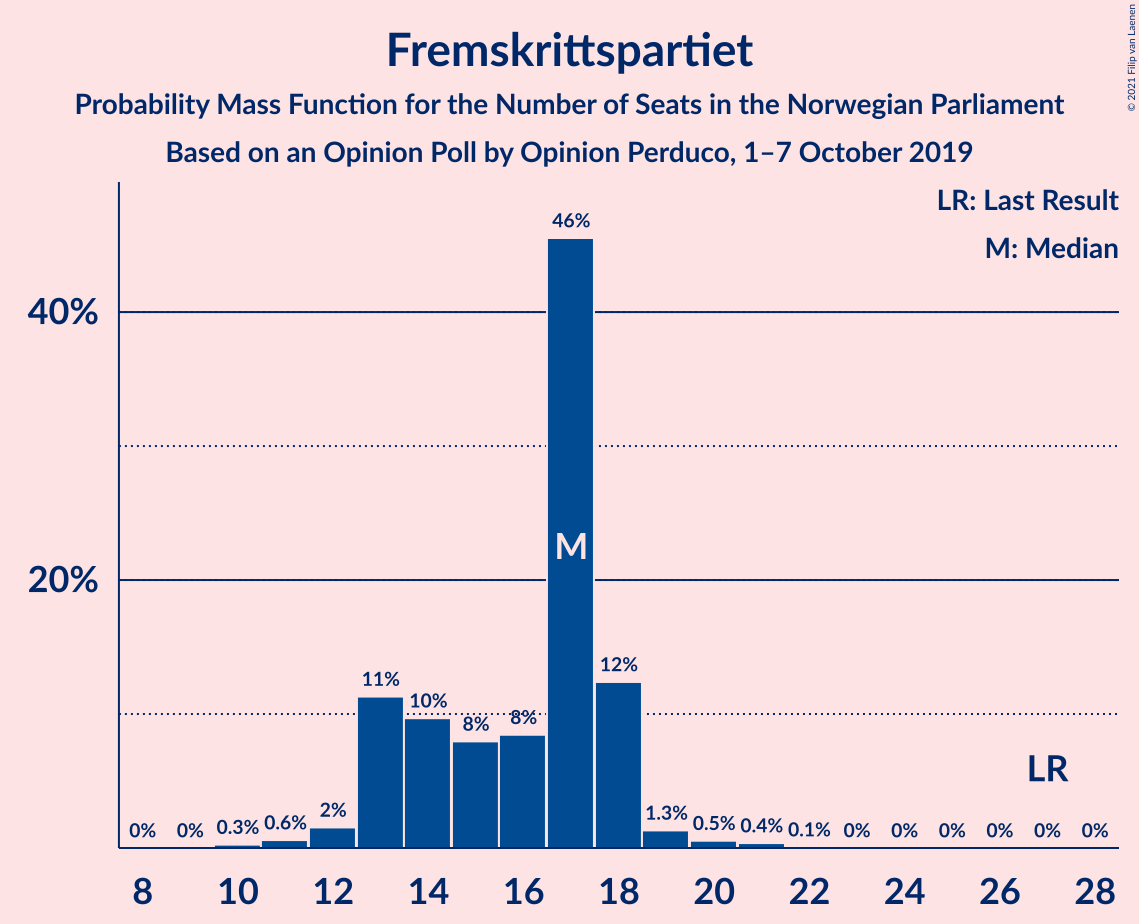 Fremskrittspartiet
Probability Mass Function for the Number of Seats in the Norwegian Parliament
Based on an Opinion Poll by Opinion Perduco, 1–7 October 2019
© 2021 Filip van Laenen
LR: Last Result
M: Median
46%
40%
M
20%
12%
11%
10%
8%
8%
LR
0%
0%
0.3%
0.6%
2%
1.3%
0.5%
0.4%
0.1%
0%
0%
0%
0%
0%
0%
8 10 12 14 16 18 20 22 24 26 28